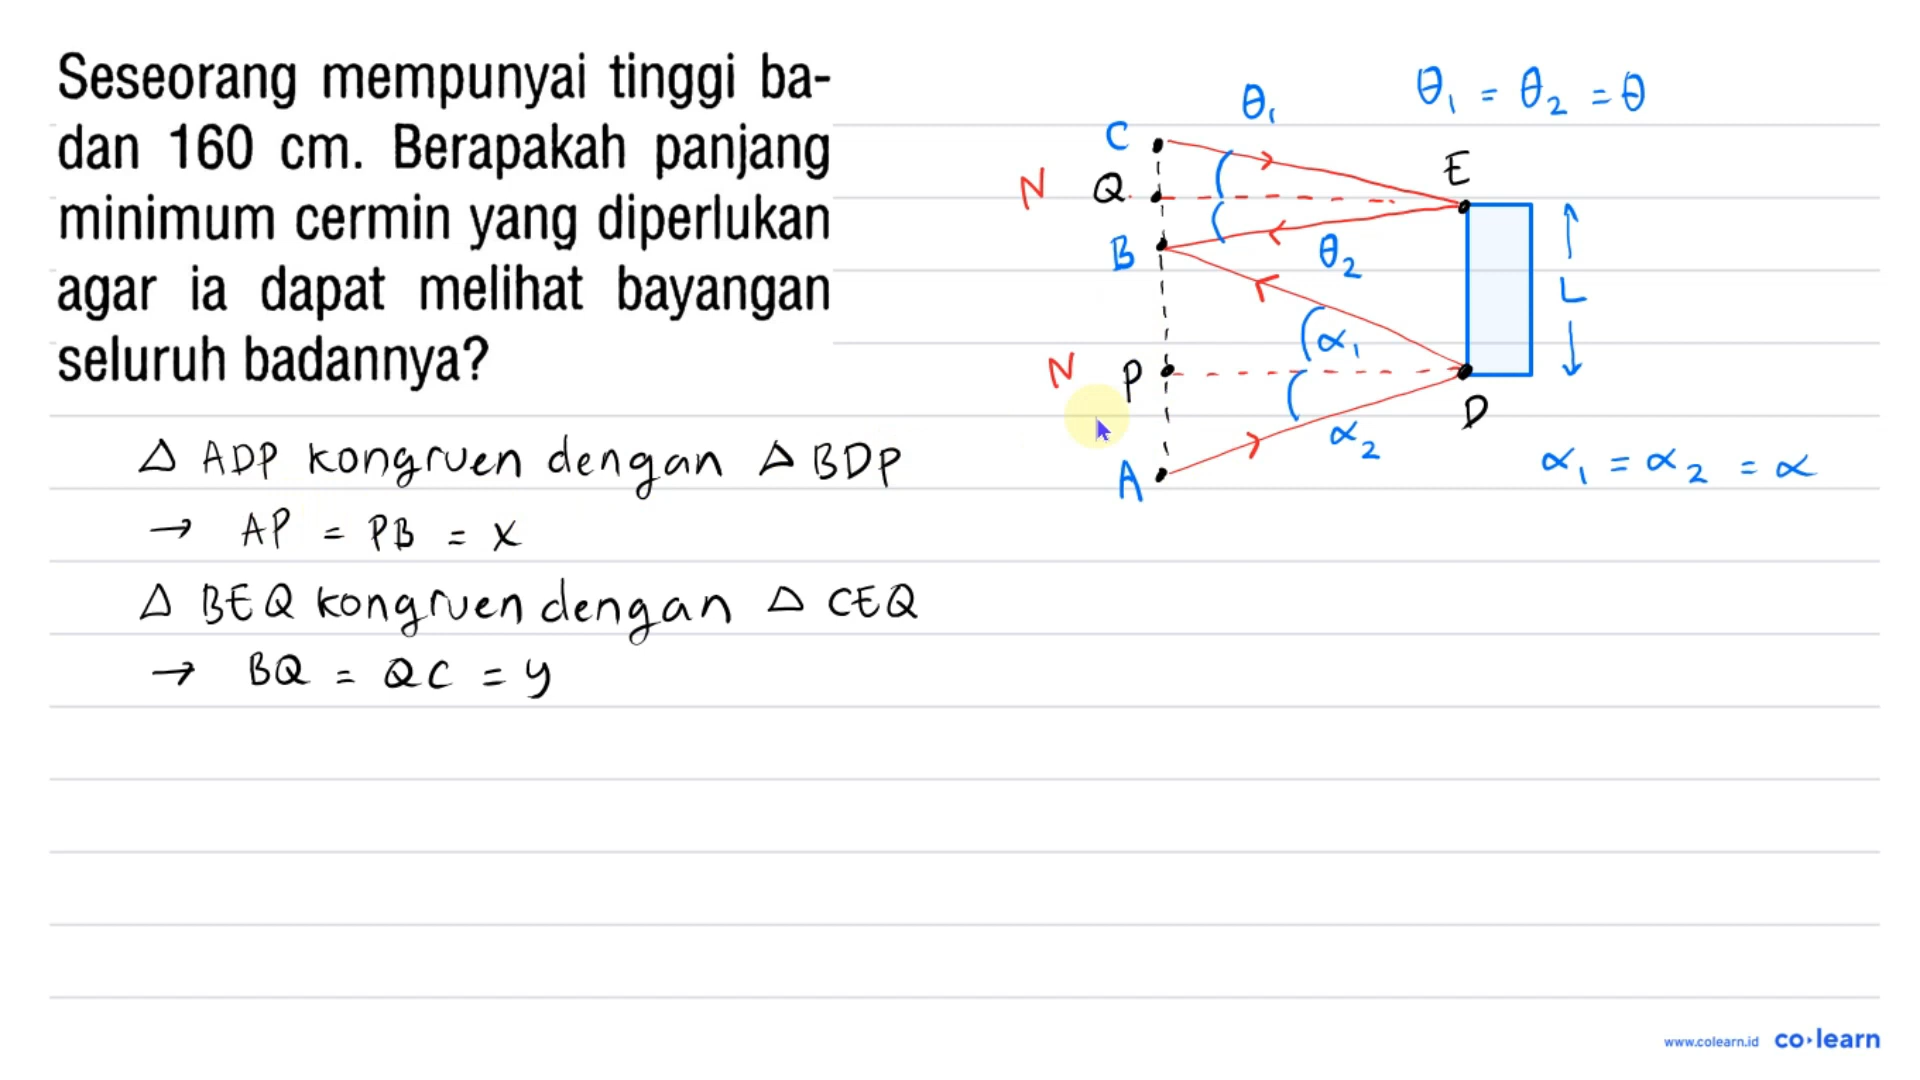 Seseorang mempunyai tinggi ba-
dan 160 cm. Berapakah panjang
minimum cermin yang diperlukan
agar ia dapat melihat bayangan
seluruh badannya?
θ₁
θ₁ = θ₂ = θ
C
E
N Q
B
θ₂
L
α₁
N P
D
α₂
A
α₁ = α₂ = α
△ ADP kongruen dengan △ BDP
→ AP = PB = x
△ BEQ kongruen dengan △ CEQ
→ BQ = QC = y
www.colearn.id co·learn